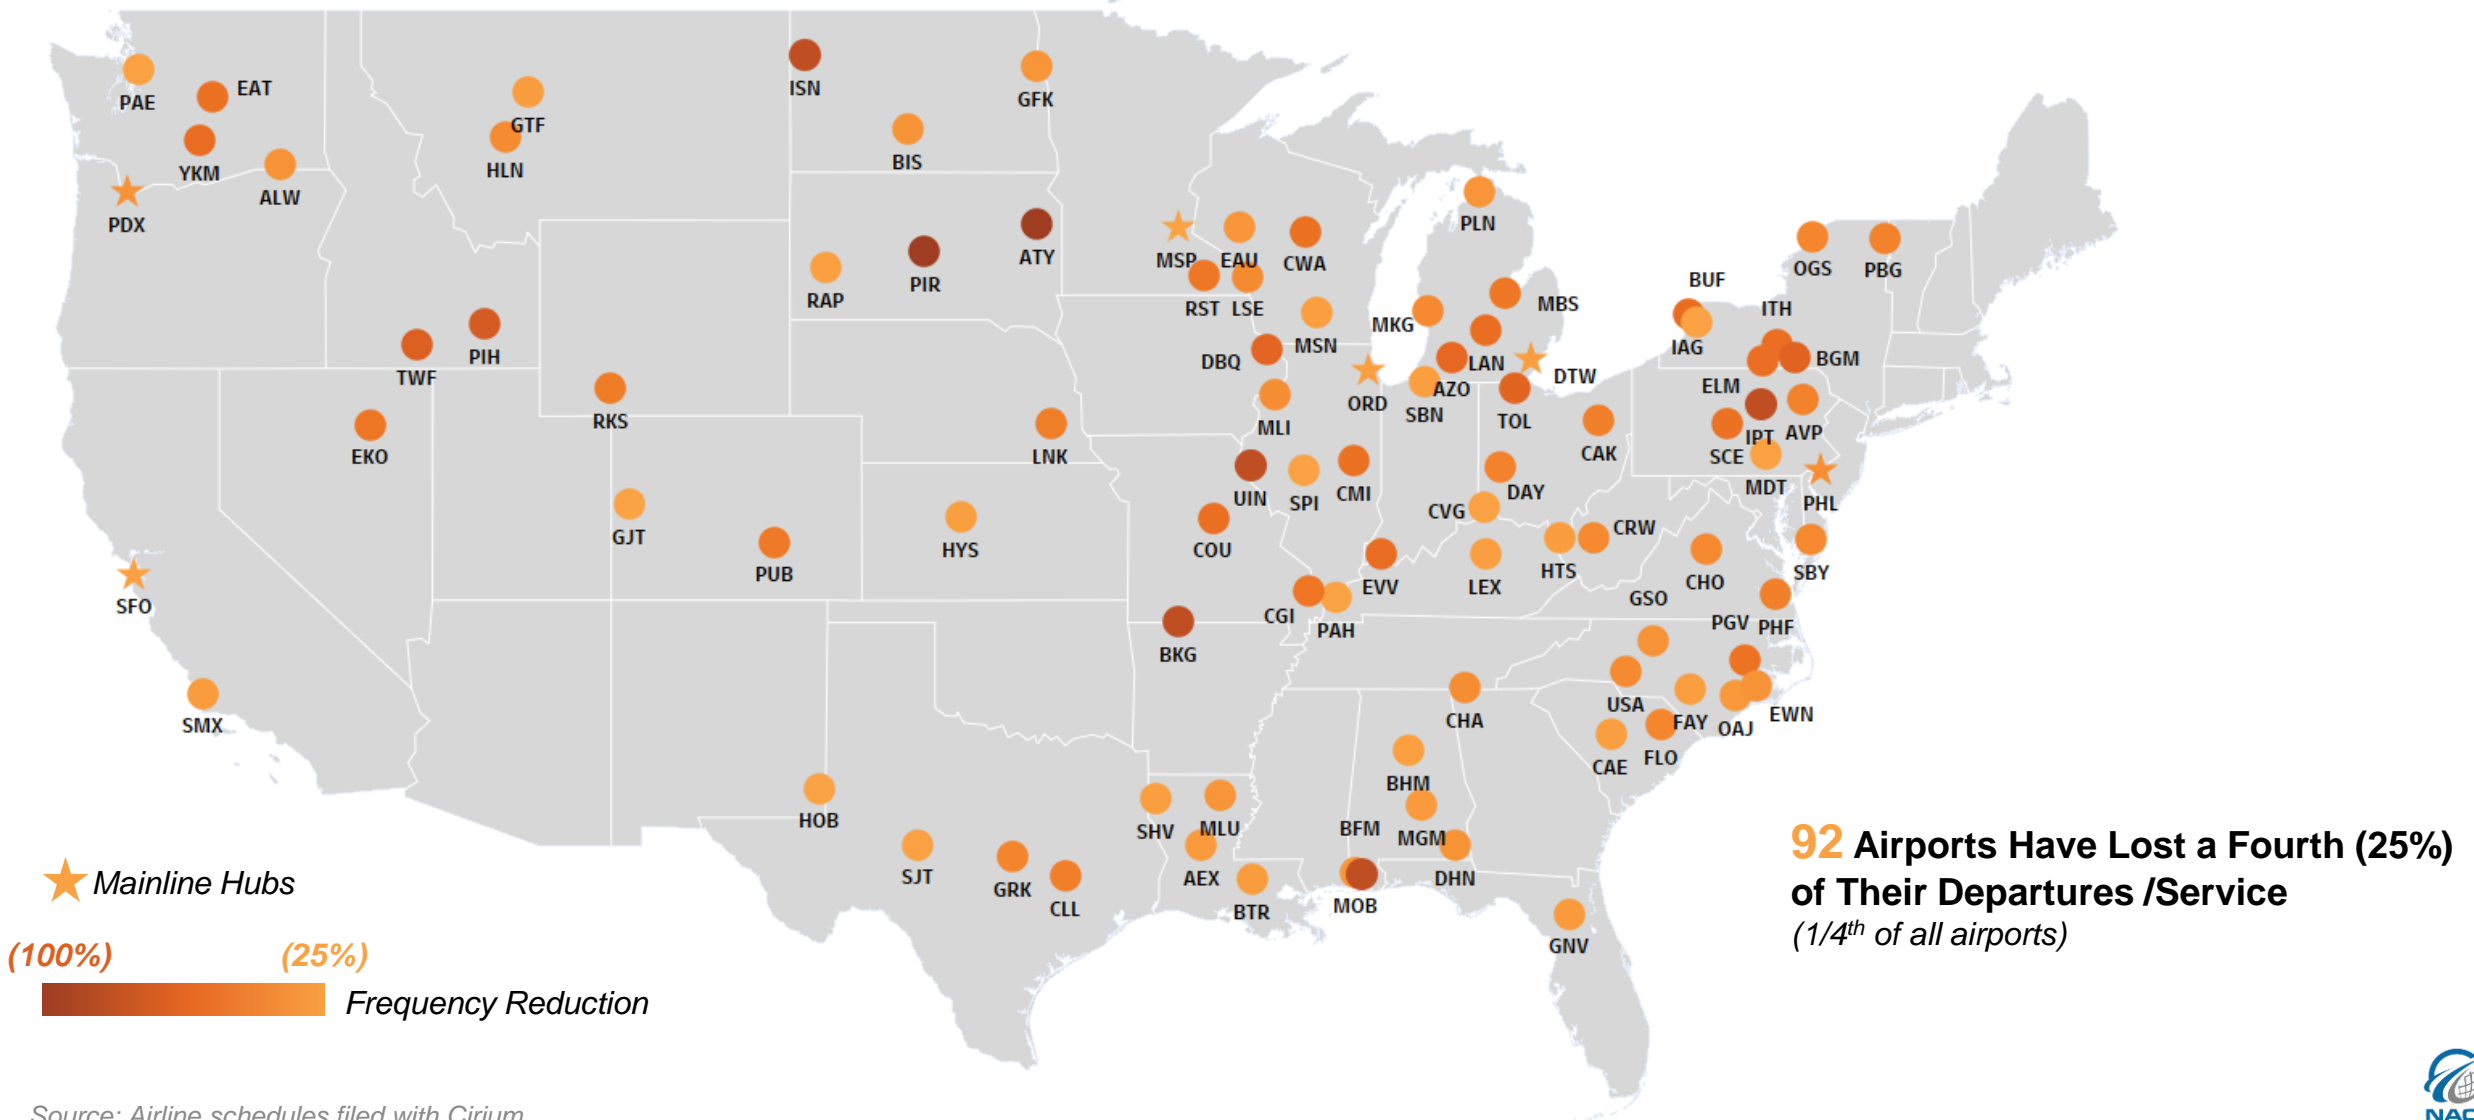 PAE
EAT
YKM
ALW
PDX
GTF
HLN
ISN
GFK
BIS
ATY
PIR
RAP
MSP
EAU
CWA
RST
LSE
PLN
MKG
MBS
LAN
AZO
DTW
MSN
DBQ
ORD
SBN
TOL
MLI
OGS
PBG
BUF
IAG
ITH
BGM
ELM
IPT
AVP
SCE
MDT
PHL
CAK
DAY
CVG
UIN
SPI
CMI
COU
TWF
PIH
RKS
EKO
LNK
GJT
PUB
HYS
SFO
SMX
EVV
LEX
HTS
CRW
CHO
SBY
GSO
PGV
PHF
CGI
PAH
BKG
CHA
USA
FAY
OAJ
EWN
CAE
FLO
BHM
MGM
BFM
MOB
DHN
GNV
HOB
SJT
GRK
CLL
SHV
MLU
AEX
BTR
Mainline Hubs
(100%) (25%)
Frequency Reduction
92 Airports Have Lost a Fourth (25%)
of Their Departures /Service
(1/4th of all airports)
Source: Airline schedules filed with Cirium